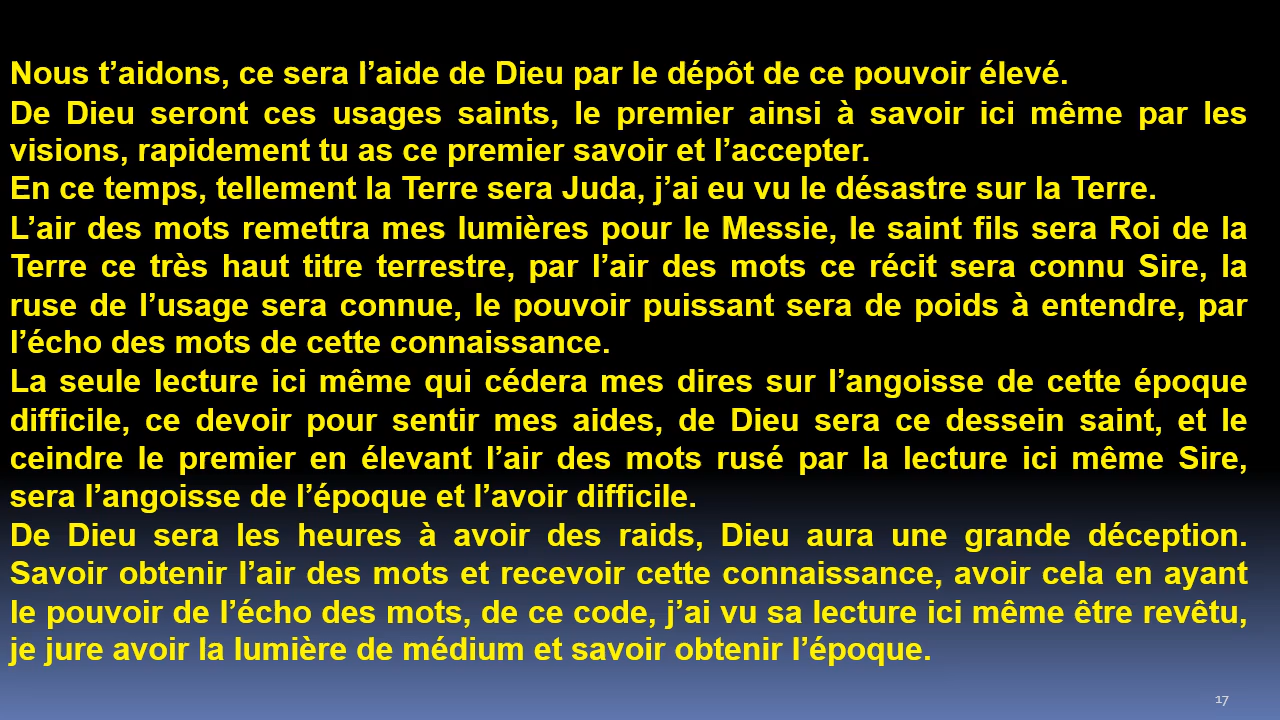 Nous t’aidons, ce sera l’aide de Dieu par le dépôt de ce pouvoir élevé.
De Dieu seront ces usages saints, le premier ainsi à savoir ici même par les
visions, rapidement tu as ce premier savoir et l’accepter.
En ce temps, tellement la Terre sera Juda, j’ai eu vu le désastre sur la Terre.
L’air des mots remettra mes lumières pour le Messie, le saint fils sera Roi de la
Terre ce très haut titre terrestre, par l’air des mots ce récit sera connu Sire, la
ruse de l’usage sera connue, le pouvoir puissant sera de poids à entendre, par
l’écho des mots de cette connaissance.
La seule lecture ici même qui cédera mes dires sur l’angoisse de cette époque
difficile, ce devoir pour sentir mes aides, de Dieu sera ce dessein saint, et le
ceindre le premier en élevant l’air des mots rusé par la lecture ici même Sire,
sera l’angoisse de l’époque et l’avoir difficile.
De Dieu sera les heures à avoir des raids, Dieu aura une grande déception.
Savoir obtenir l’air des mots et recevoir cette connaissance, avoir cela en ayant
le pouvoir de l’écho des mots, de ce code, j’ai vu sa lecture ici même être revêtu,
je jure avoir la lumière de médium et savoir obtenir l’époque.
17